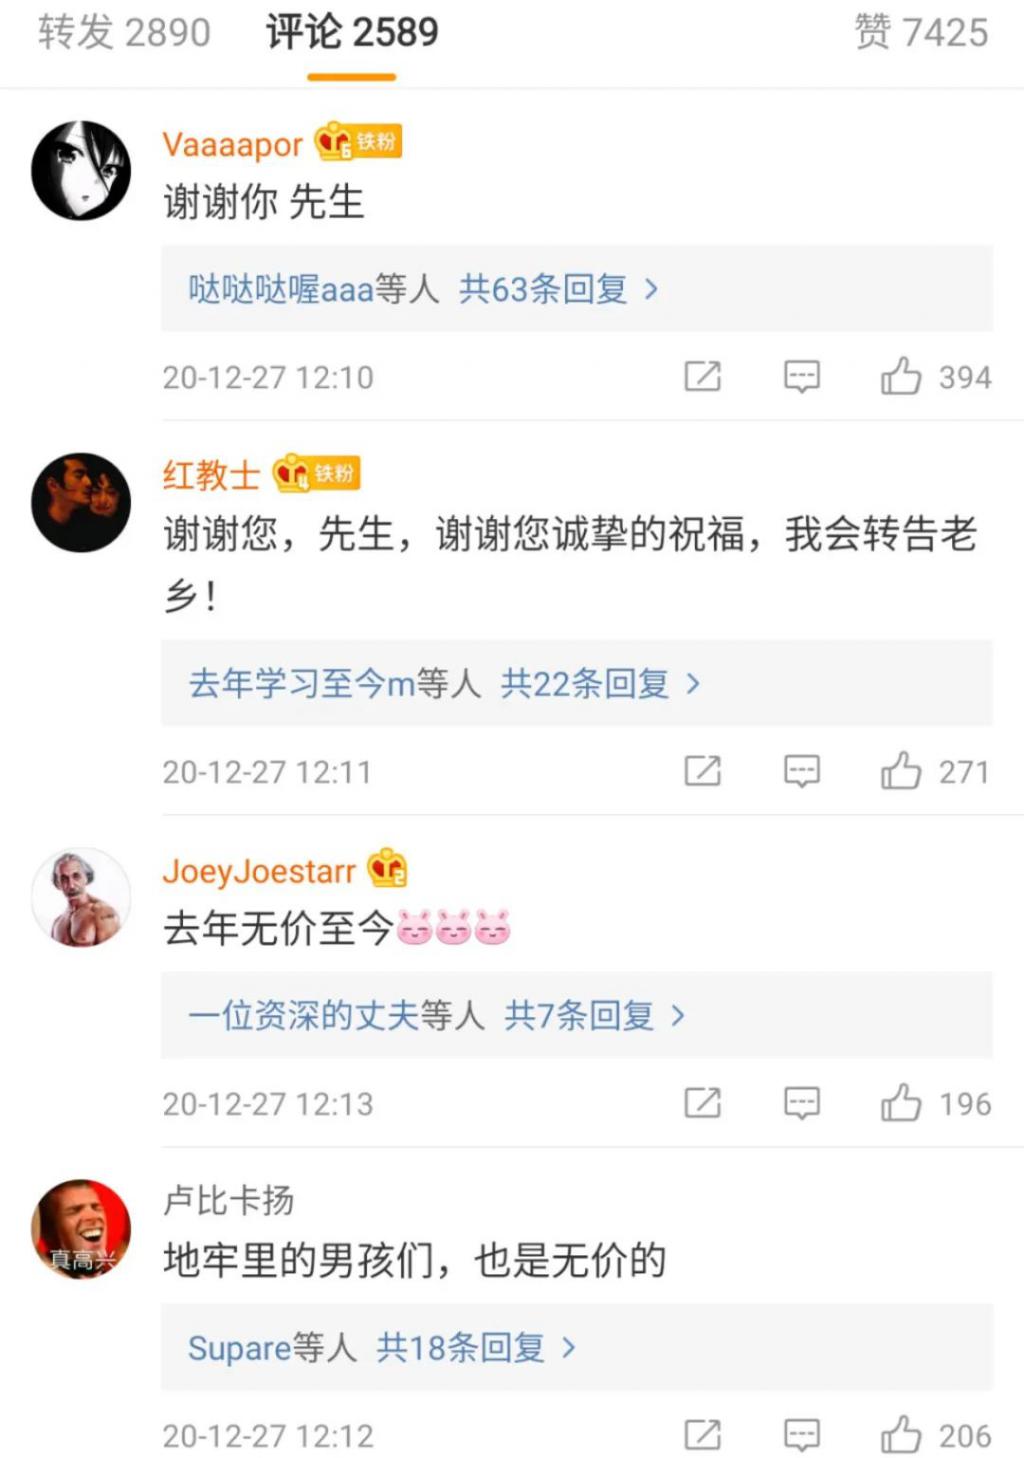 转发 2890 评论 2589 赞 7425
Vaaaapor 6 铁粉
谢谢你 先生
哒哒哒喔aaa等人 共63条回复 >
20-12-27 12:10 394
红教士 4 铁粉
谢谢您，先生，谢谢您诚挚的祝福，我会转告老
乡！
去年学习至今m等人 共22条回复 >
20-12-27 12:11 271
JoeyJoestarr 2
去年无价至今
一位资深的丈夫等人 共7条回复 >
20-12-27 12:13 196
卢比卡扬
真高兴
地牢里的男孩们，也是无价的
Supare等人 共18条回复 >
20-12-27 12:12 206